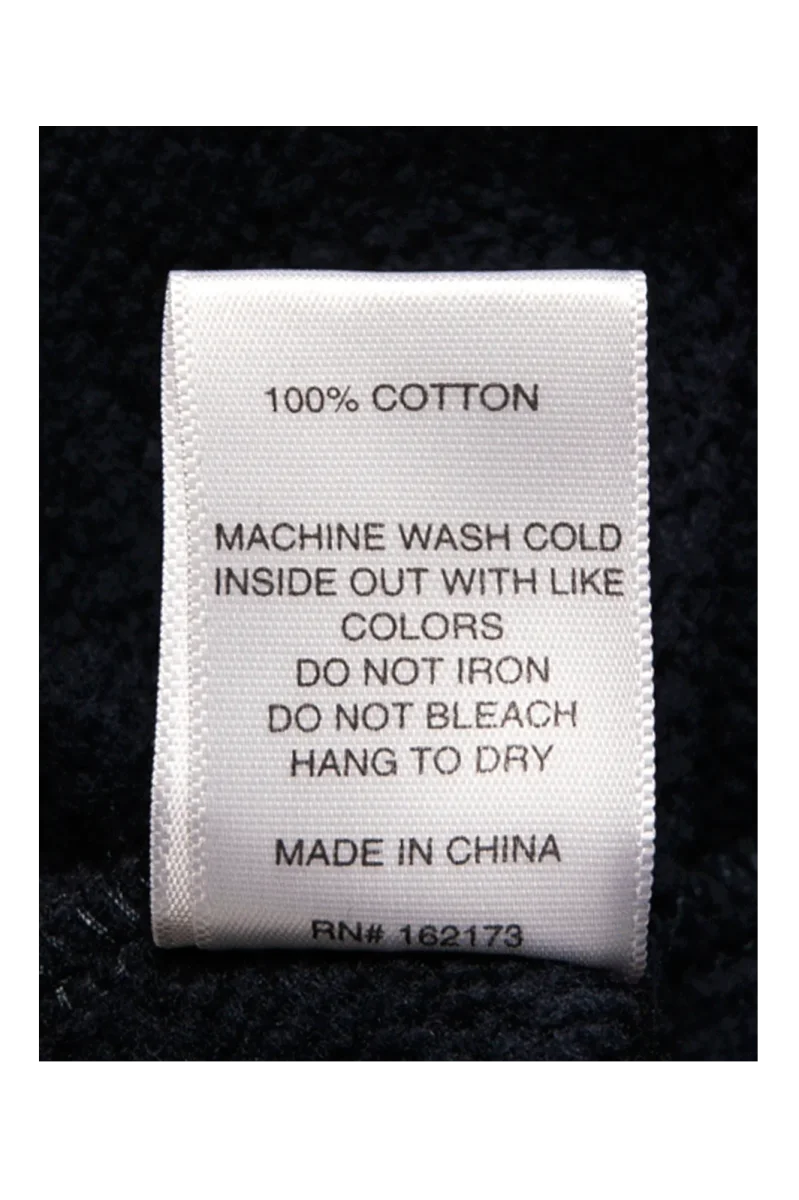 100% COTTON
MACHINE WASH COLD
INSIDE OUT WITH LIKE
COLORS
DO NOT IRON
DO NOT BLEACH
HANG TO DRY
MADE IN CHINA
RN# 162173